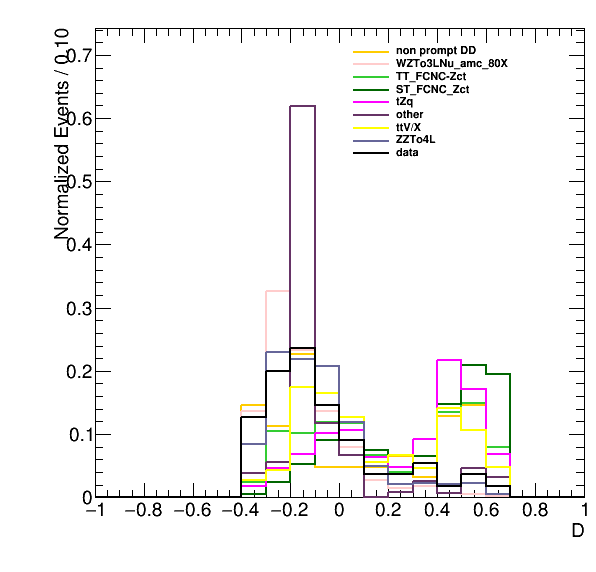 Normalized Events / 0.10
0.7
0.6
0.5
0.4
0.3
0.2
0.1
0
non prompt DD
WZTo3LNu_amc_80X
TT_FCNC-Zct
ST_FCNC_Zct
tZq
other
ttV/X
ZZTo4L
data
−1 −0.8 −0.6 −0.4 −0.2 0 0.2 0.4 0.6 0.8 1
D